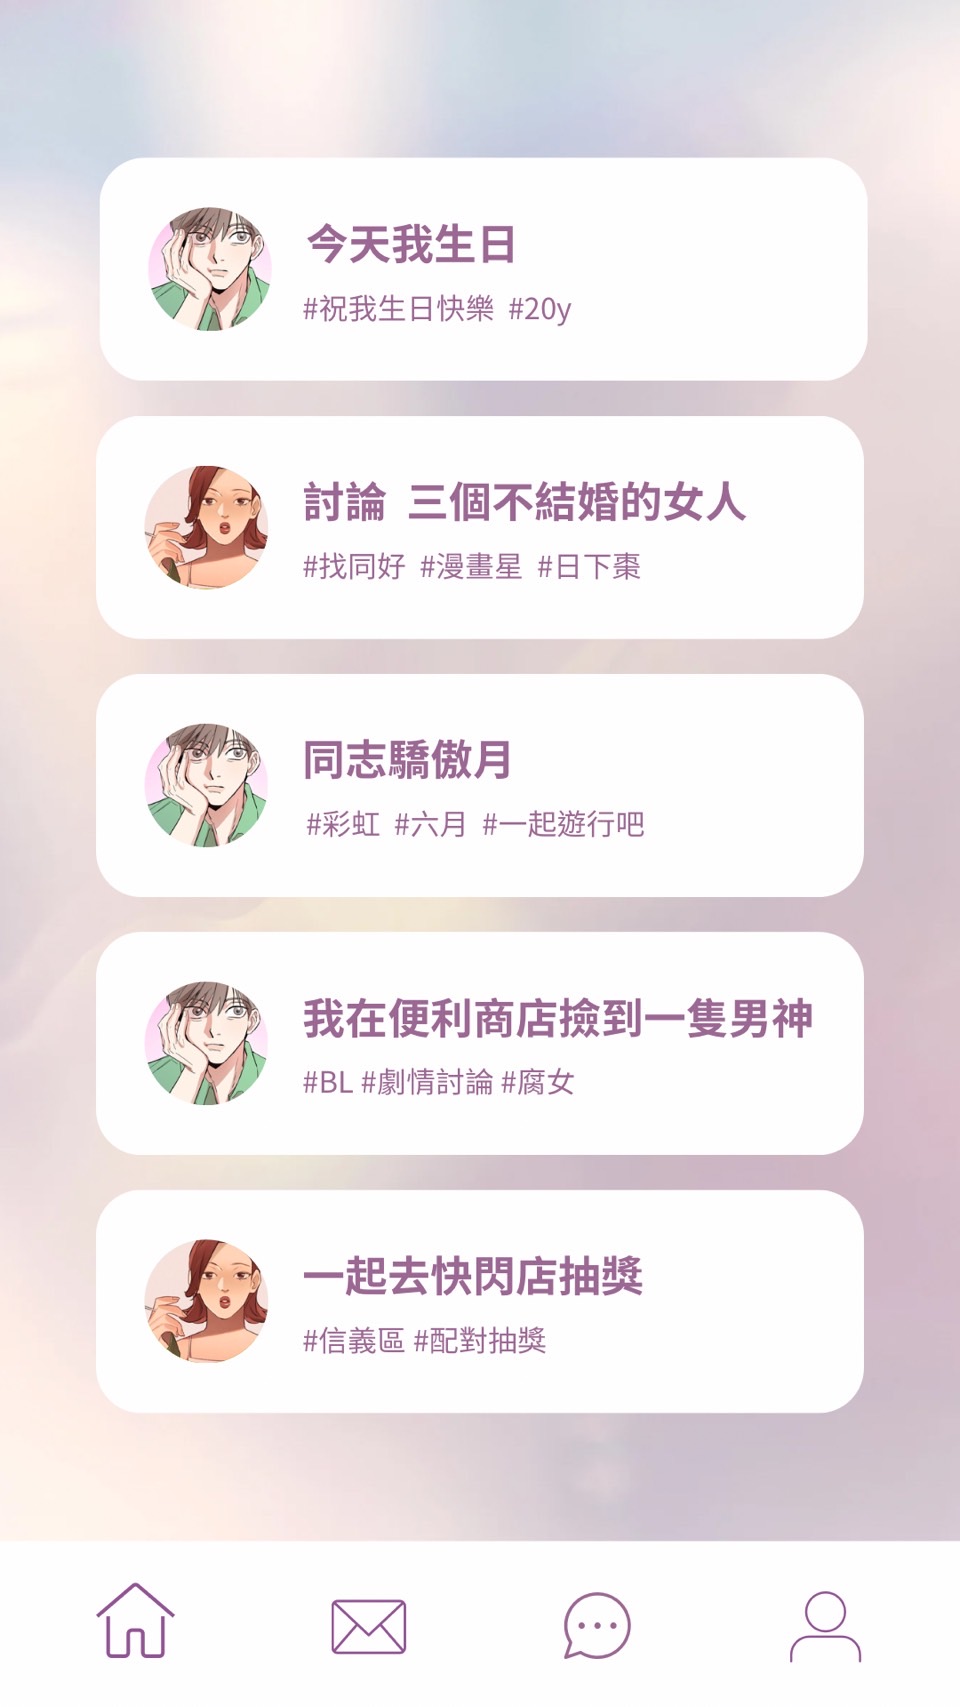 今天我生日
#祝我生日快樂 #20y
討論 三個不結婚的女人
#找同好 #漫畫星 #日下棗
同志驕傲月
#彩虹 #六月 #一起遊行吧
我在便利商店撿到一隻男神
#BL #劇情討論 #腐女
一起去快閃店抽獎
#信義區 #配對抽獎